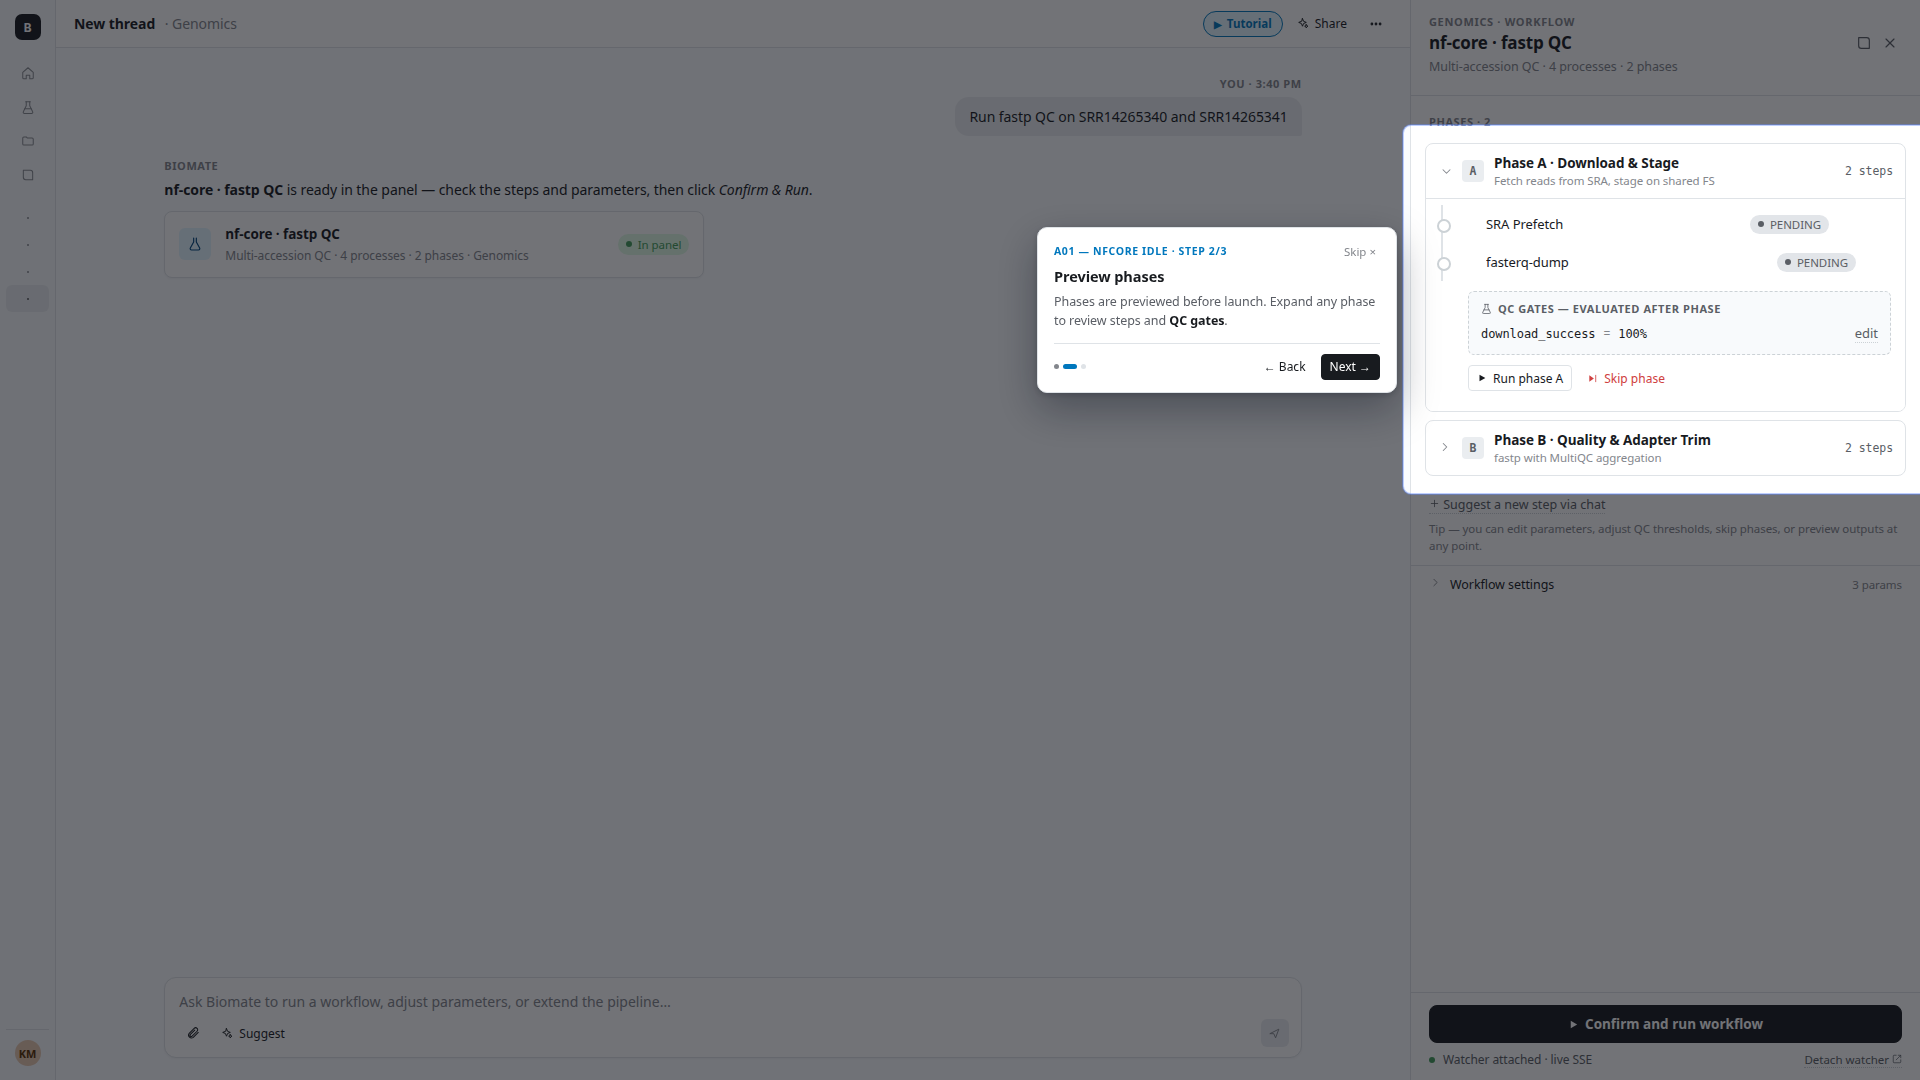 B
New thread · Genomics
▶ Tutorial
Share
YOU · 3:40 PM
Run fastp QC on SRR14265340 and SRR14265341
BIOMATE
nf-core · fastp QC is ready in the panel — check the steps and parameters, then click Confirm & Run.
nf-core · fastp QC
Multi-accession QC · 4 processes · 2 phases · Genomics
In panel
A01 — NFCORE IDLE · STEP 2/3
Skip ×
Preview phases
Phases are previewed before launch. Expand any phase
to review steps and QC gates.
← Back
Next →
GENOMICS · WORKFLOW
nf-core · fastp QC
Multi-accession QC · 4 processes · 2 phases
PHASES · 2
A
Phase A · Download & Stage
Fetch reads from SRA, stage on shared FS
2 steps
SRA Prefetch
PENDING
fasterq-dump
PENDING
QC GATES — EVALUATED AFTER PHASE
download_success = 100%
edit
Run phase A
Skip phase
B
Phase B · Quality & Adapter Trim
fastp with MultiQC aggregation
2 steps
+ Suggest a new step via chat
Tip — you can edit parameters, adjust QC thresholds, skip phases, or preview outputs at
any point.
Workflow settings
3 params
Ask Biomate to run a workflow, adjust parameters, or extend the pipeline...
Suggest
KM
Confirm and run workflow
Watcher attached · live SSE
Detach watcher